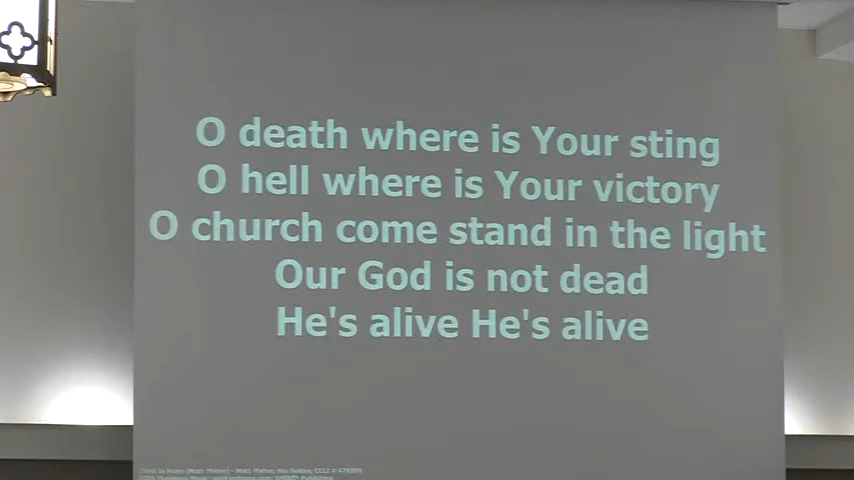 O death where is Your sting
O hell where is Your victory
O church come stand in the light
Our God is not dead
He's alive He's alive